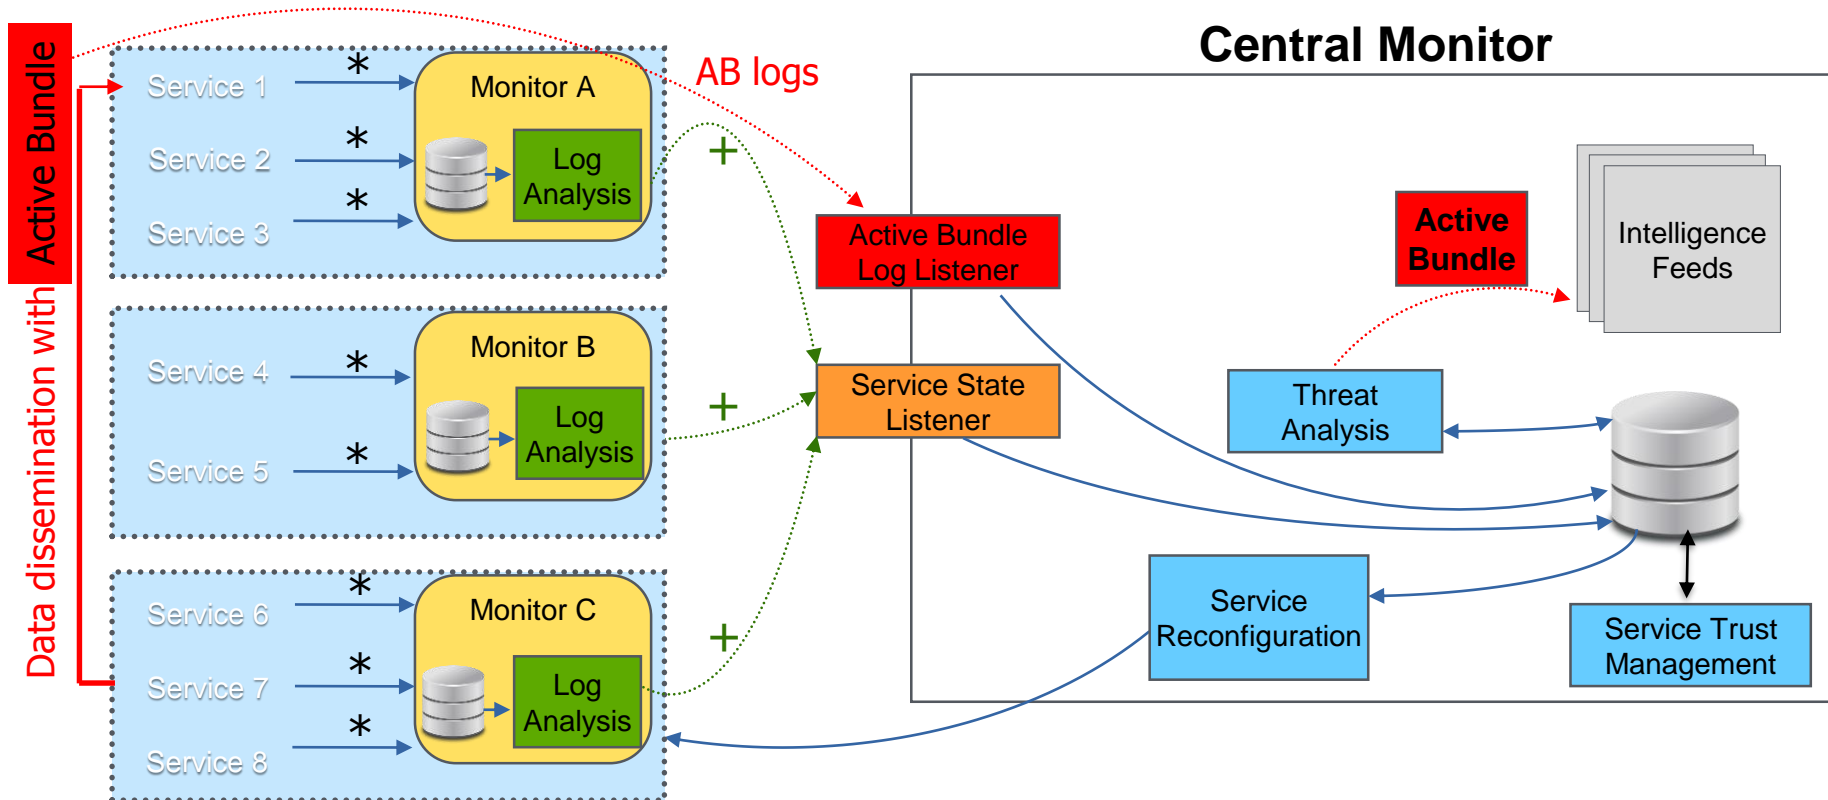 Central Monitor
Data dissemination with Active Bundle
AB logs
Service 1
*
Service 2
*
Service 3
*
Monitor A
Log
Analysis
+
Service 4
*
Service 5
*
Monitor B
Log
Analysis
+
Service 6
*
Service 7
*
Service 8
*
Monitor C
Log
Analysis
+
Active Bundle
Log Listener
Service State
Listener
Active
Bundle
Intelligence
Feeds
Threat
Analysis
Service
Reconfiguration
Service Trust
Management